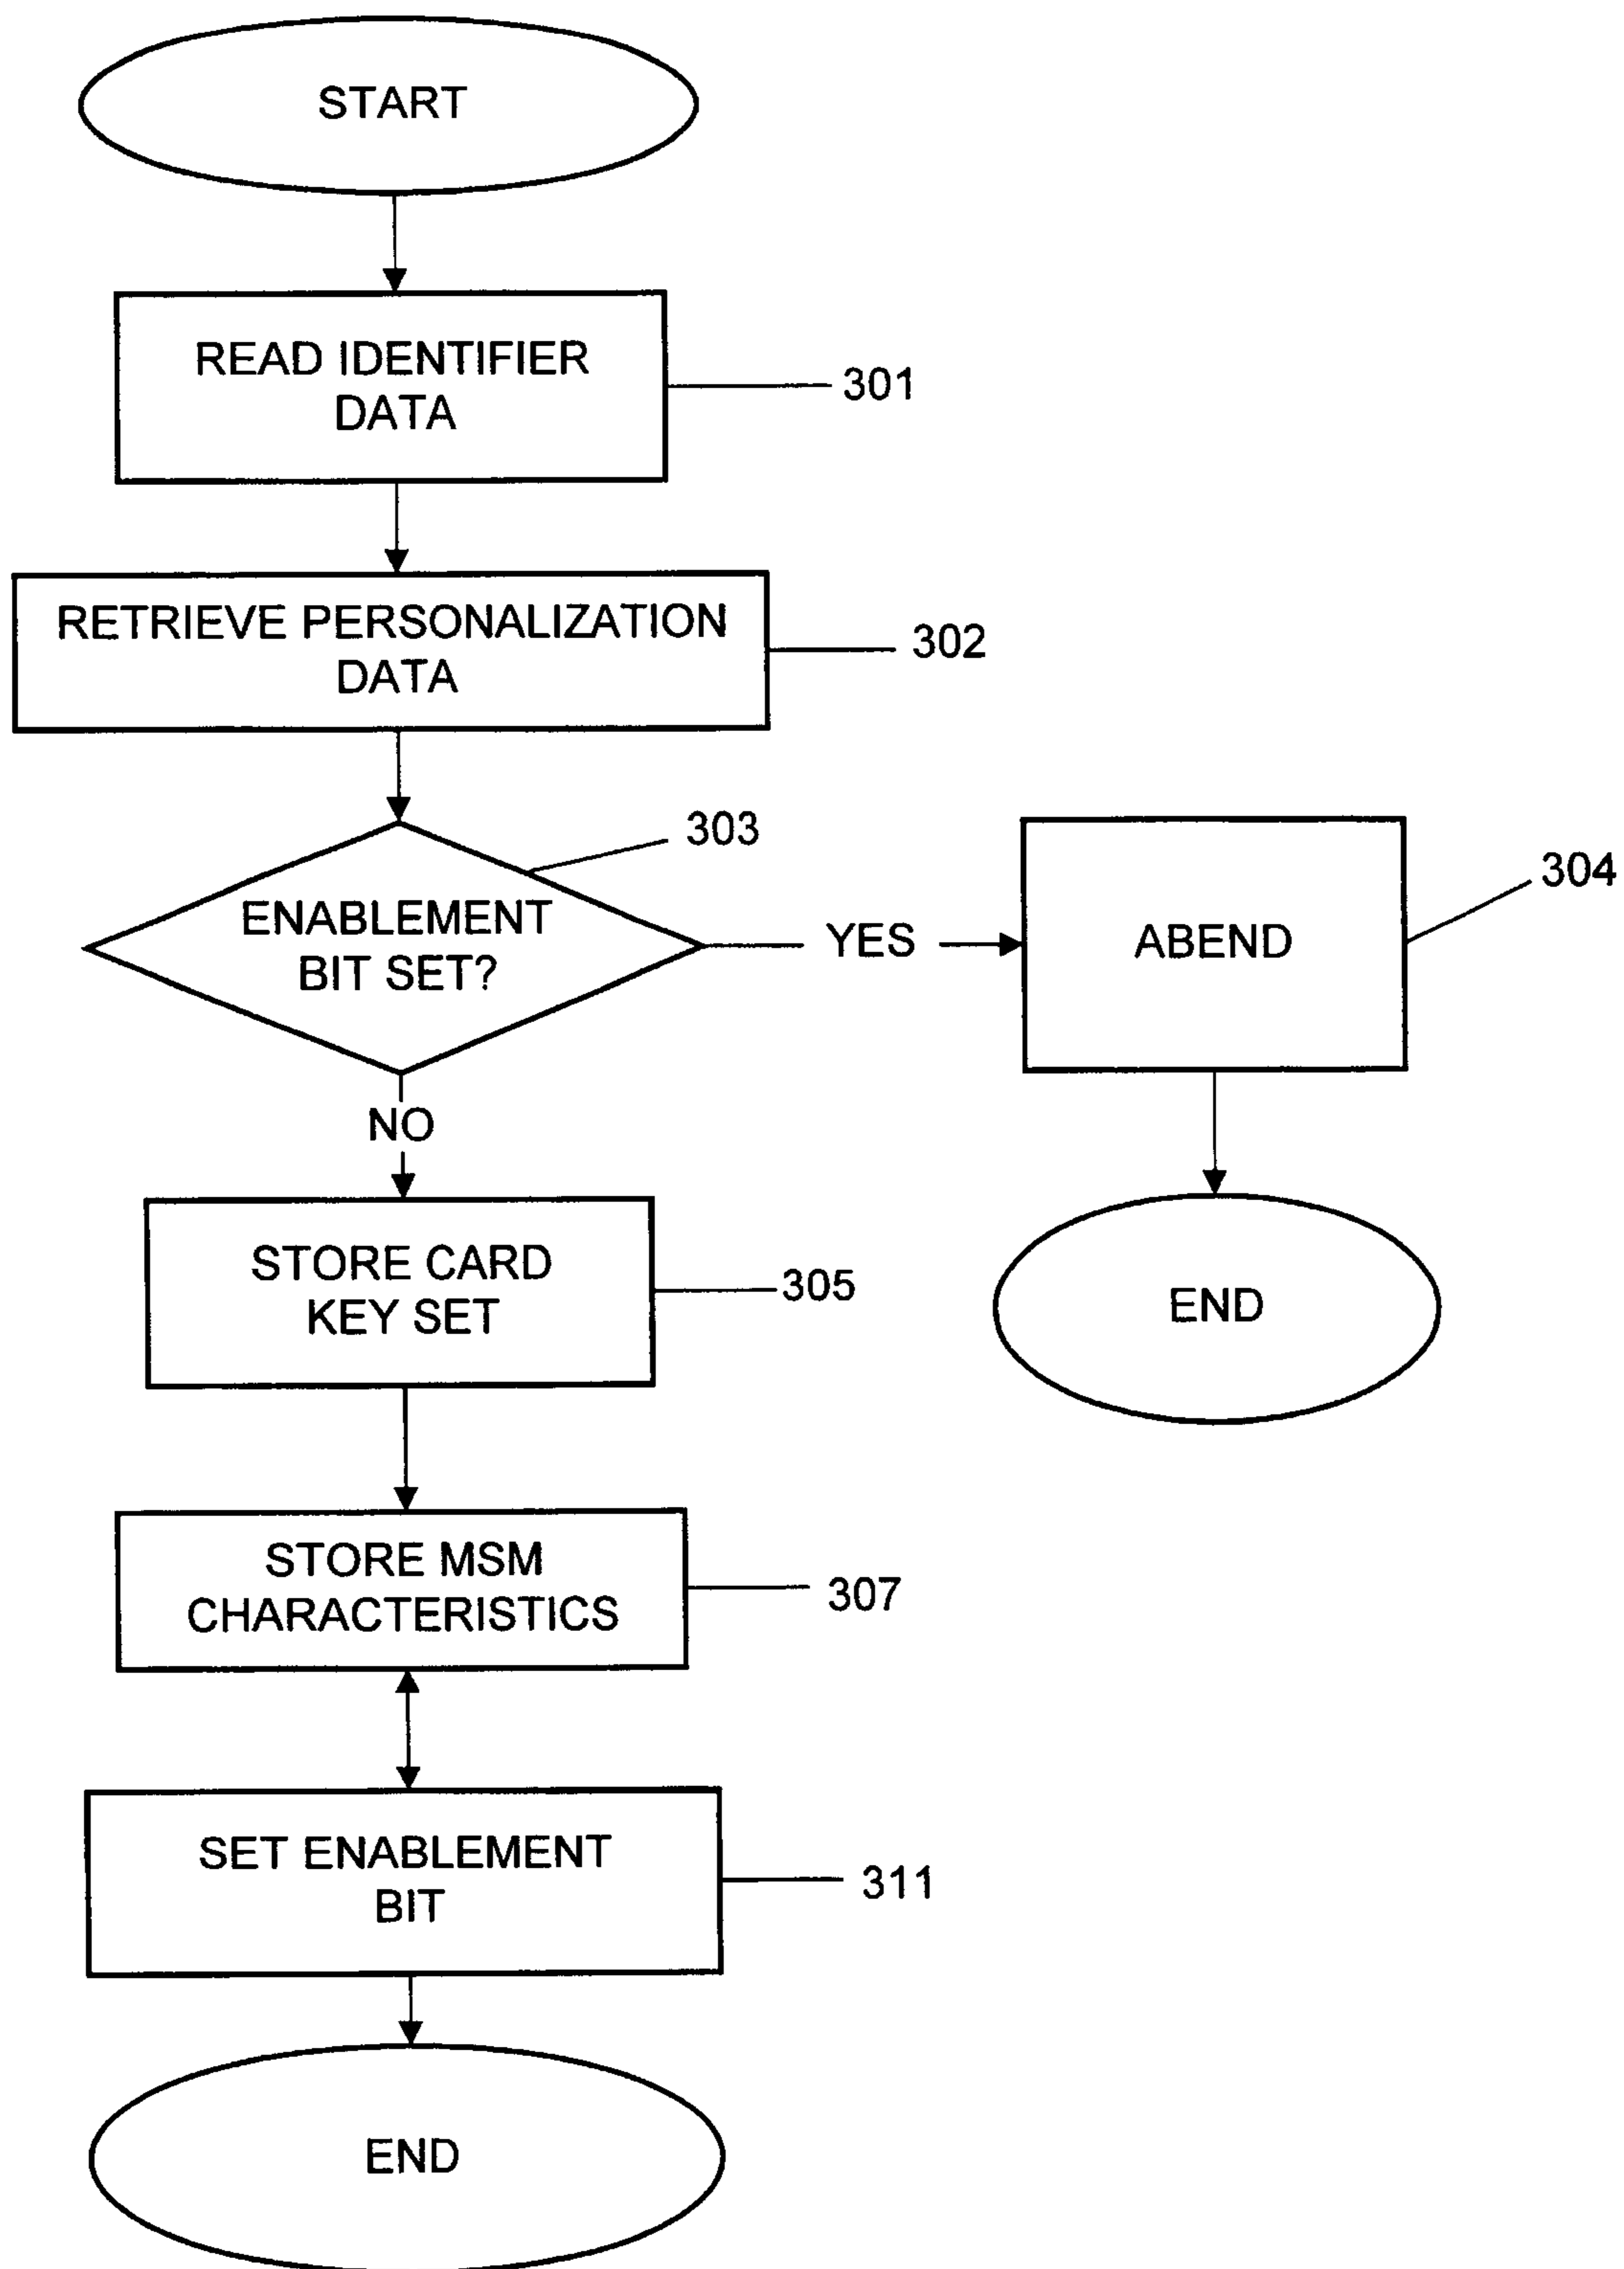 START
READ IDENTIFIER
DATA
301
RETRIEVE PERSONALIZATION
DATA
302
303
ENABLEMENT
BIT SET?
YES
ABEND
304
NO
STORE CARD
KEY SET
305
END
STORE MSM
CHARACTERISTICS
307
SET ENABLEMENT
BIT
311
END